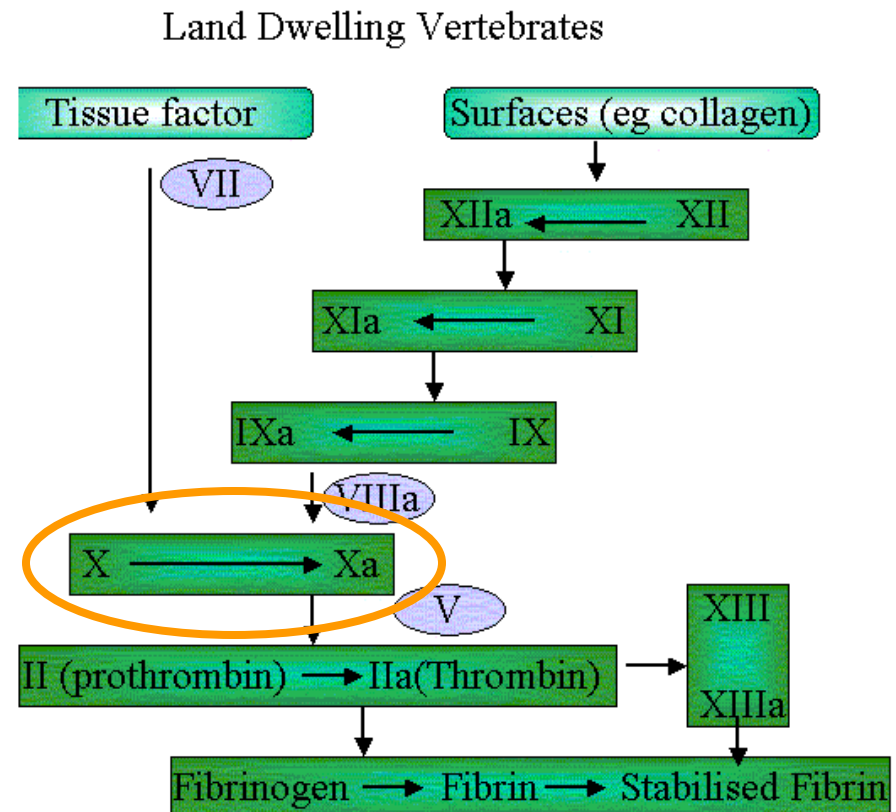 Land Dwelling Vertebrates
Tissue factor
Surfaces (eg collagen)
VII
XIIa XII
XIa XI
IXa IX
VIIIa
X Xa
V
XIII
II (prothrombin) IIa(Thrombin)
XIIIa
Fibrinogen Fibrin Stabilised Fibrin